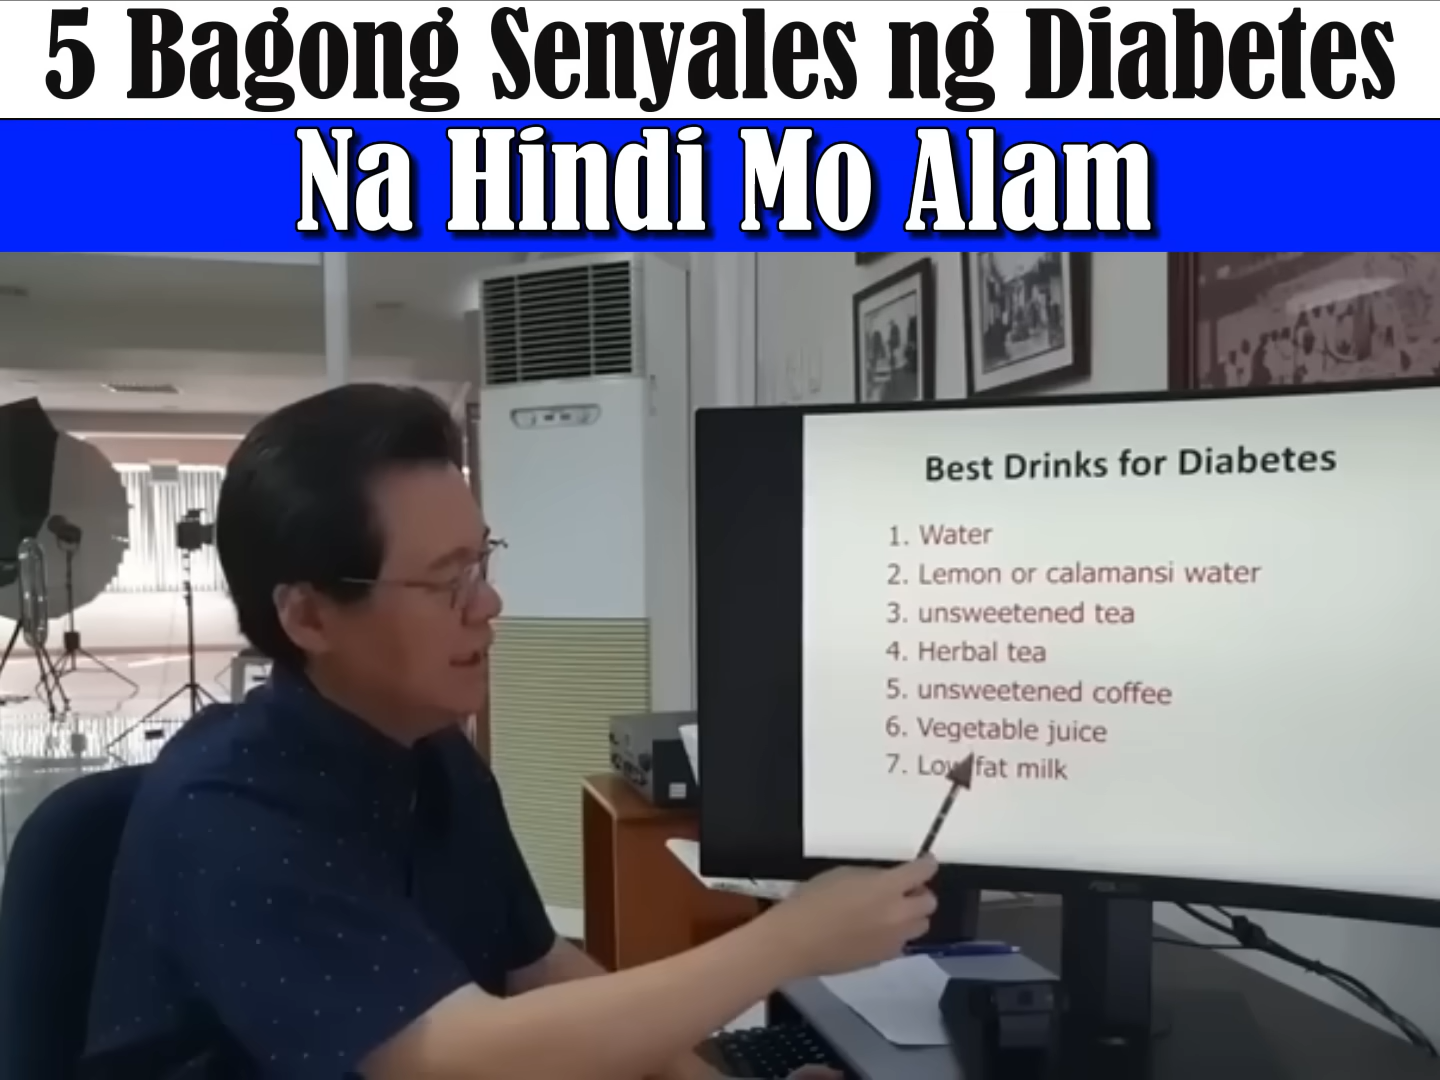 5 Bagong Senyales ng Diabetes
Na Hindi Mo Alam
Best Drinks for Diabetes
1. Water
2. Lemon or calamansi water
3. unsweetened tea
4. Herbal tea
5. unsweetened coffee
6. Vegetable juice
7. Low fat milk